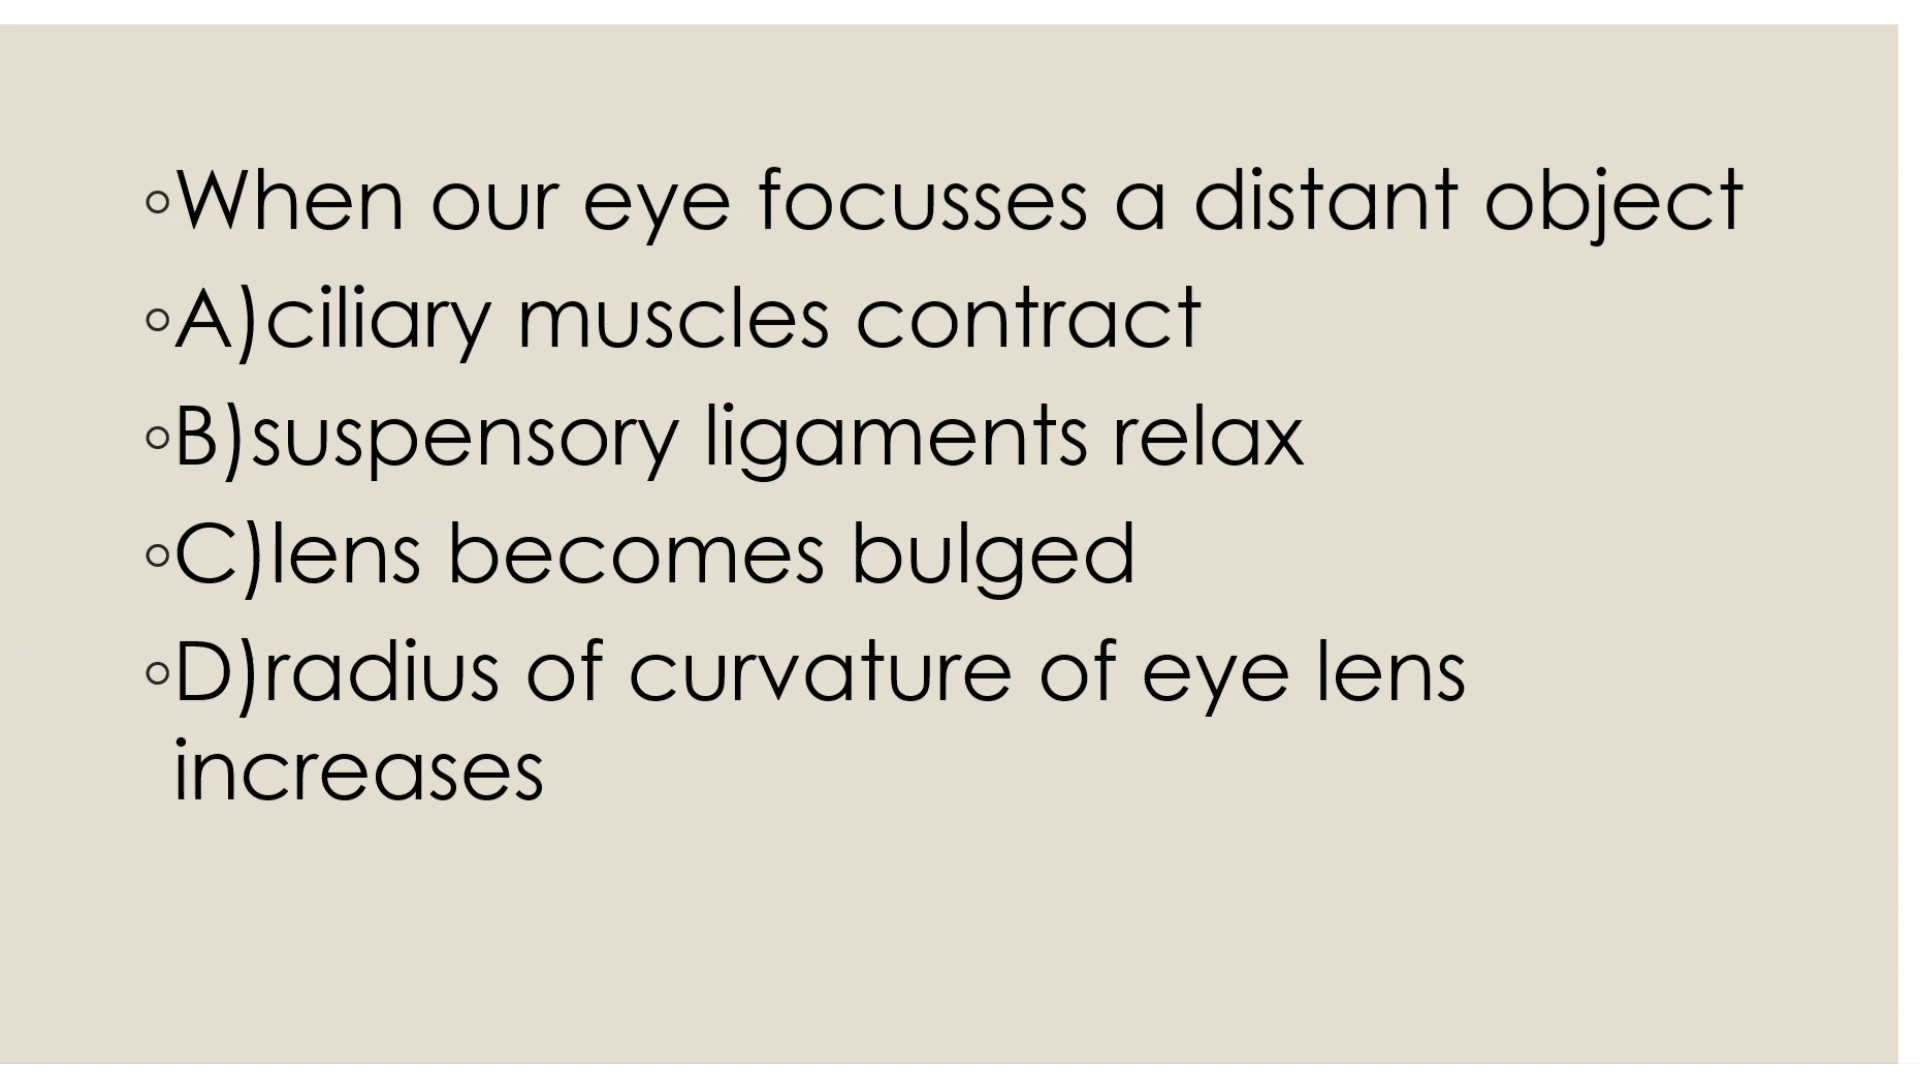 ◦When our eye focusses a distant object
◦A)ciliary muscles contract
◦B)suspensory ligaments relax
◦C)lens becomes bulged
◦D)radius of curvature of eye lens
increases